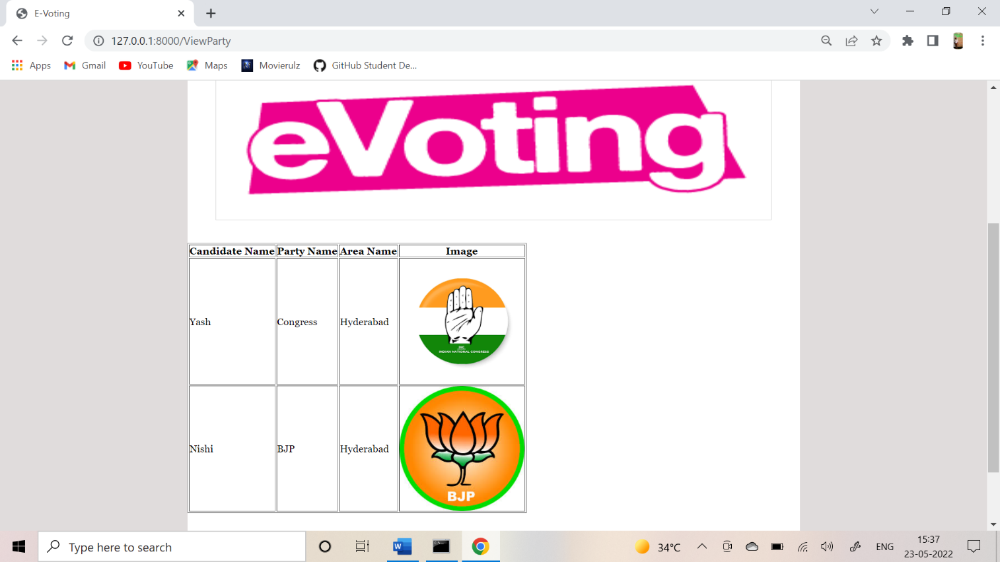 E-Voting
127.0.0.1:8000/ViewParty
Apps Gmail YouTube Maps Movierulz GitHub Student De...
eVoting
Candidate Name Party Name Area Name Image
Yash Congress Hyderabad
INC
INDIAN NATIONAL CONGRESS
Nishi BJP Hyderabad
BJP
Type here to search
34°C
ENG
15:37
23-05-2022